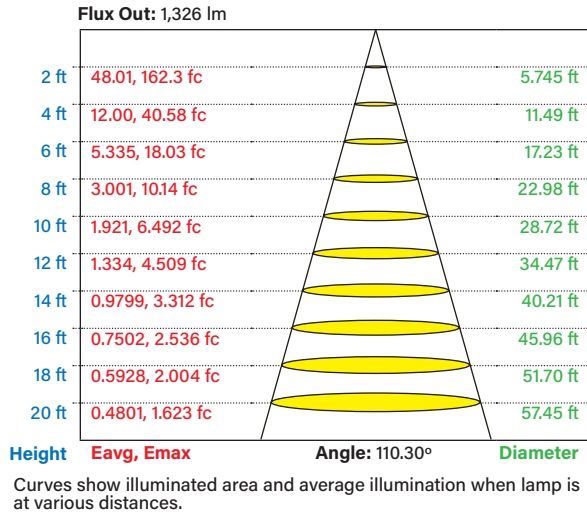 Flux Out: 1,326 lm
2 ft 48.01, 162.3 fc 5.745 ft
4 ft 12.00, 40.58 fc 11.49 ft
6 ft 5.335, 18.03 fc 17.23 ft
8 ft 3.001, 10.14 fc 22.98 ft
10 ft 1.921, 6.492 fc 28.72 ft
12 ft 1.334, 4.509 fc 34.47 ft
14 ft 0.9799, 3.312 fc 40.21 ft
16 ft 0.7502, 2.536 fc 45.96 ft
18 ft 0.5928, 2.004 fc 51.70 ft
20 ft 0.4801, 1.623 fc 57.45 ft
Height Eavg, Emax Angle: 110.30º Diameter
Curves show illuminated area and average illumination when lamp is
at various distances.